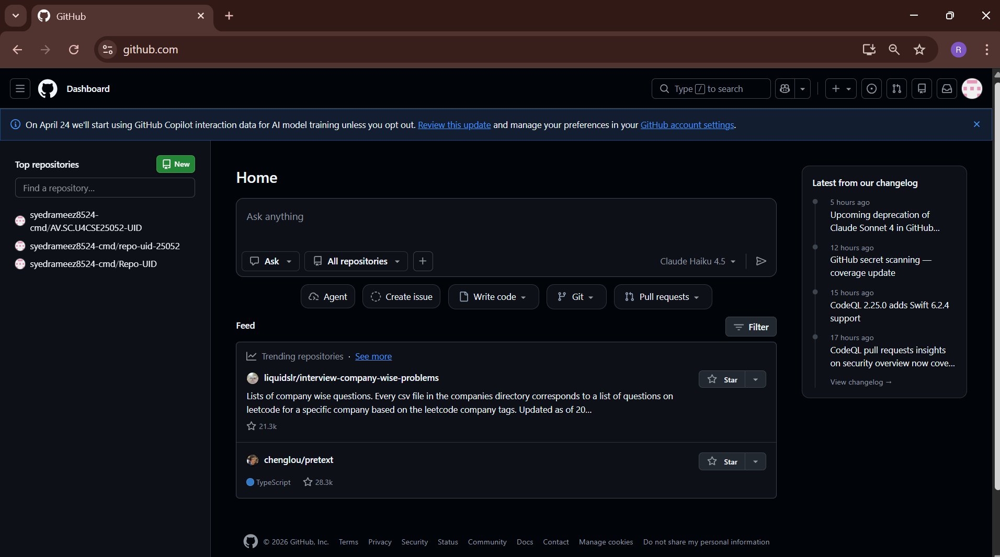 GitHub
github.com
R
Dashboard
Type / to search
On April 24 we'll start using GitHub Copilot interaction data for AI model training unless you opt out. Review this update and manage your preferences in your GitHub account settings.
Top repositories
New
Find a repository...
syedrameez8524-
cmd/AV.SC.U4CSE25052-UID
syedrameez8524-cmd/repo-uid-25052
syedrameez8524-cmd/Repo-UID
Home
Ask anything
Ask
All repositories
Claude Haiku 4.5
Agent
Create issue
Write code
Git
Pull requests
Feed
Filter
Trending repositories · See more
liquidslr/interview-company-wise-problems
Star
Lists of company wise questions. Every csv file in the companies directory corresponds to a list of questions on
leetcode for a specific company based on the leetcode company tags. Updated as of 20...
21.3k
chenglou/pretext
Star
TypeScript
28.3k
Latest from our changelog
5 hours ago
Upcoming deprecation of
Claude Sonnet 4 in GitHub...
12 hours ago
GitHub secret scanning —
coverage update
15 hours ago
CodeQL 2.25.0 adds Swift 6.2.4
support
17 hours ago
CodeQL pull requests insights
on security overview now cove...
View changelog →
© 2026 GitHub, Inc.
Terms
Privacy
Security
Status
Community
Docs
Contact
Manage cookies
Do not share my personal information